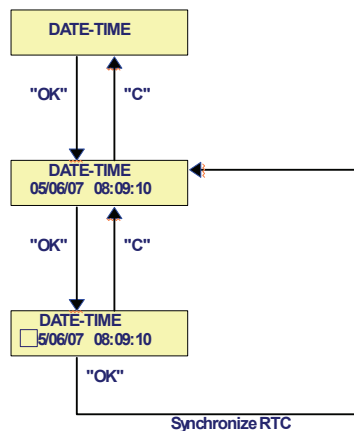 DATE-TIME
"OK" "C"
DATE-TIME
05/06/07 08:09:10
"OK" "C"
DATE-TIME
5/06/07 08:09:10
"OK"
Synchronize RTC